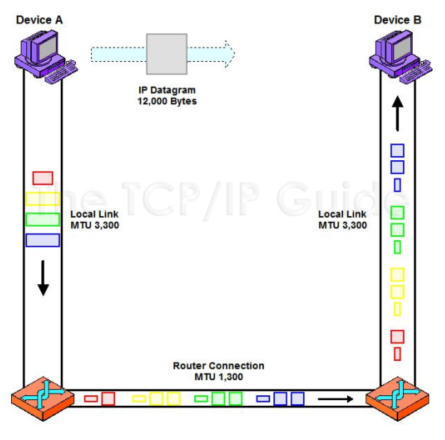 Device A
Device B
IP Datagram
12,000 Bytes
The TCP/IP Guide
Local Link
MTU 3,300
Local Link
MTU 3,300
Router Connection
MTU 1,300